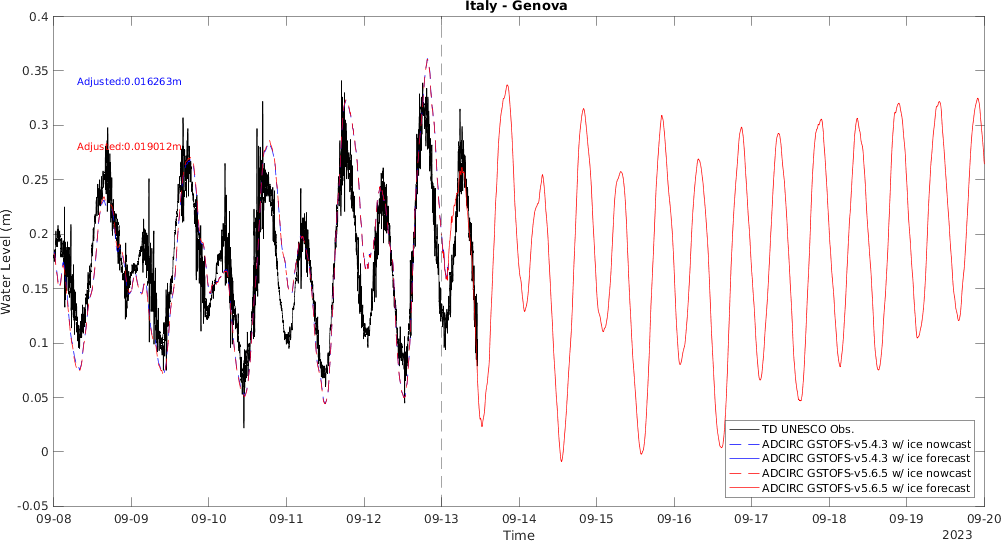 Italy - Genova
0.4
0.35
0.3
0.25
0.2
0.15
0.1
0.05
0
-0.05
Water Level (m)
Adjusted:0.016263m
Adjusted:0.019012m
TD UNESCO Obs.
ADCIRC GSTOFS-v5.4.3 w/ ice nowcast
ADCIRC GSTOFS-v5.4.3 w/ ice forecast
ADCIRC GSTOFS-v5.6.5 w/ ice nowcast
ADCIRC GSTOFS-v5.6.5 w/ ice forecast
09-08 09-09 09-10 09-11 09-12 09-13 09-14 09-15 09-16 09-17 09-18 09-19 09-20
Time
2023